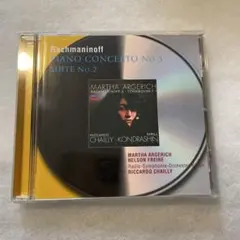 Rachmaninoff
PIANO CONCERTO No 3
SUITE No.2
MARTHA ARGERICH
CHAILLY KONDRASHIN
MARTHA ARGERICH
NELSON FREIRE
Radio-Symphonie-Orchester
RICCARDO CHAILLY